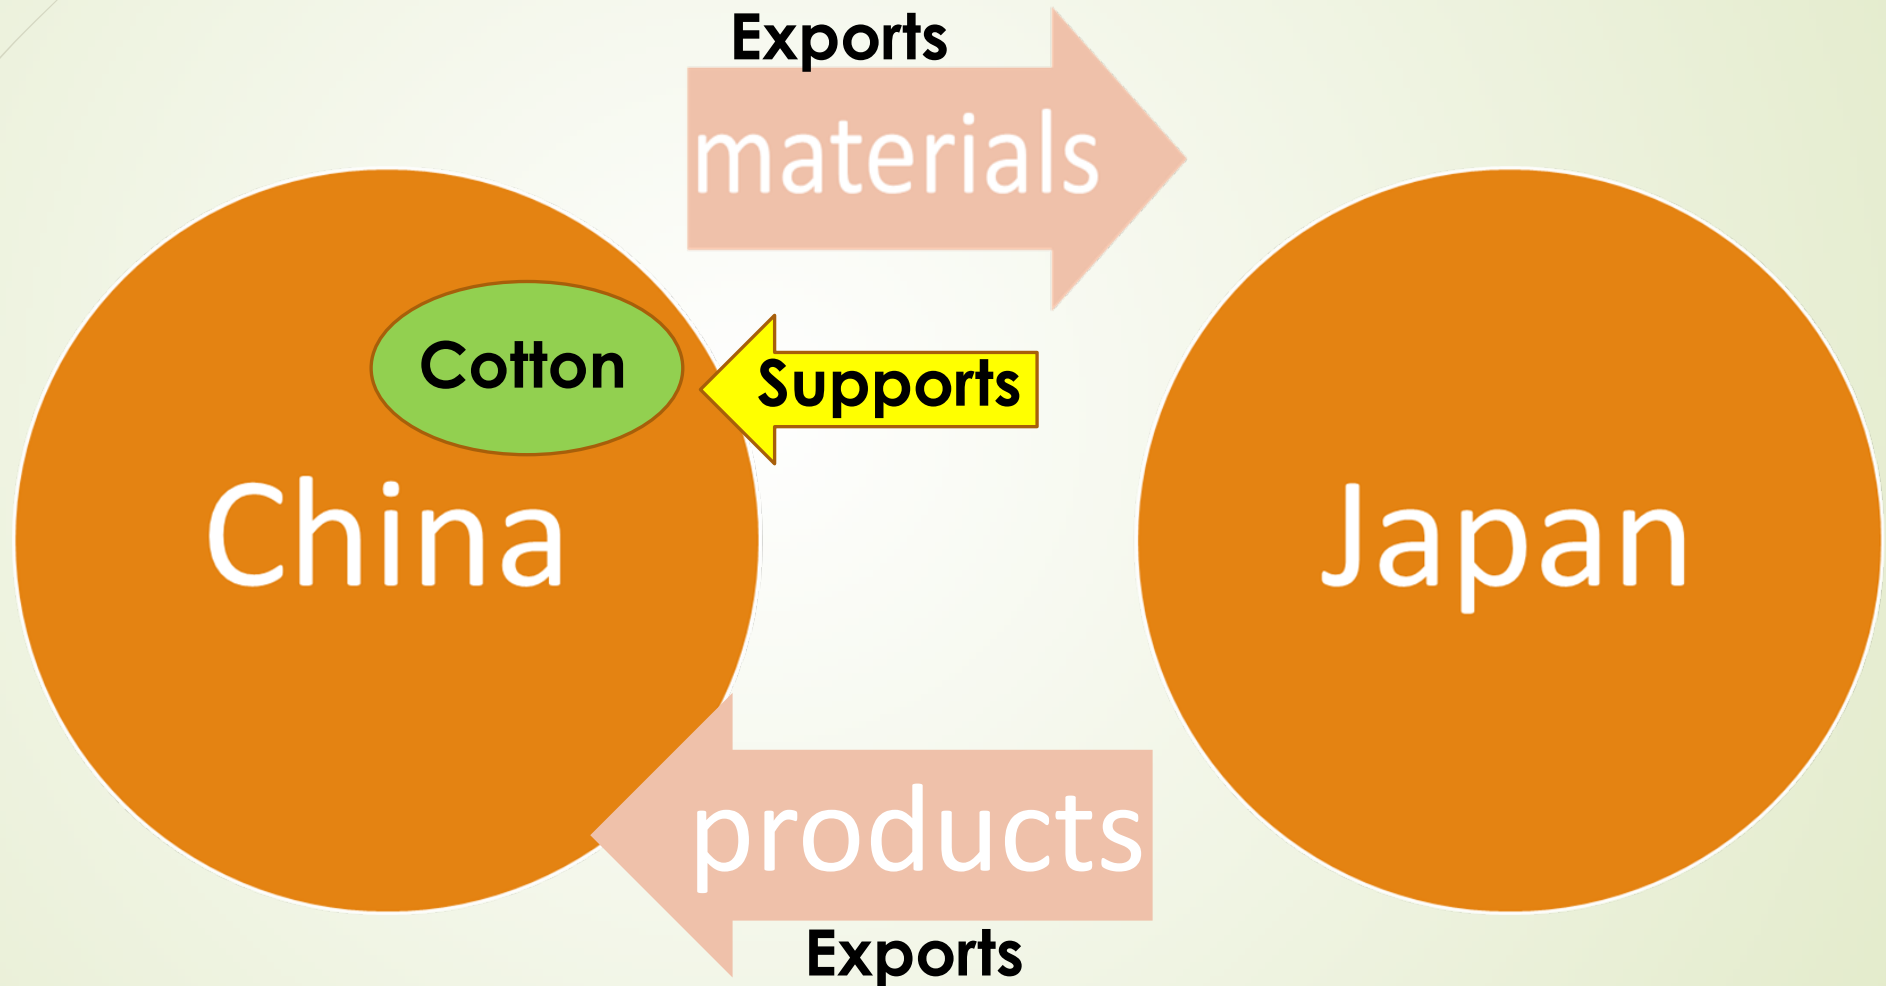 Exports
materials
Cotton
Supports
China
Japan
products
Exports